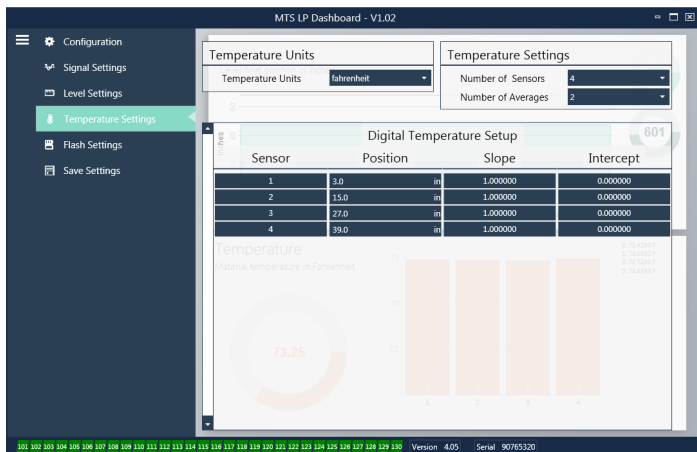 MTS LP Dashboard - V1.02
Configuration
Signal Settings
Level Settings
Temperature Settings
Flash Settings
Save Settings
Temperature Units
Temperature Units fahrenheit
Temperature Settings
Number of Sensors 4
Number of Averages 2
601
inches
Digital Temperature Setup
Sensor Position Slope Intercept
1 3.0 in 1.000000 0.000000
2 15.0 in 1.000000 0.000000
3 27.0 in 1.000000 0.000000
4 39.0 in 1.000000 0.000000
Temperature
Material temperature in Fahrenheit
73.25
1 2 3 4
101 102 103 104 105 106 107 108 109 110 111 112 113 114 115 116 117 118 119 120 121 122 123 124 125 126 127 128 129 130 Version 4.05 Serial 90765320